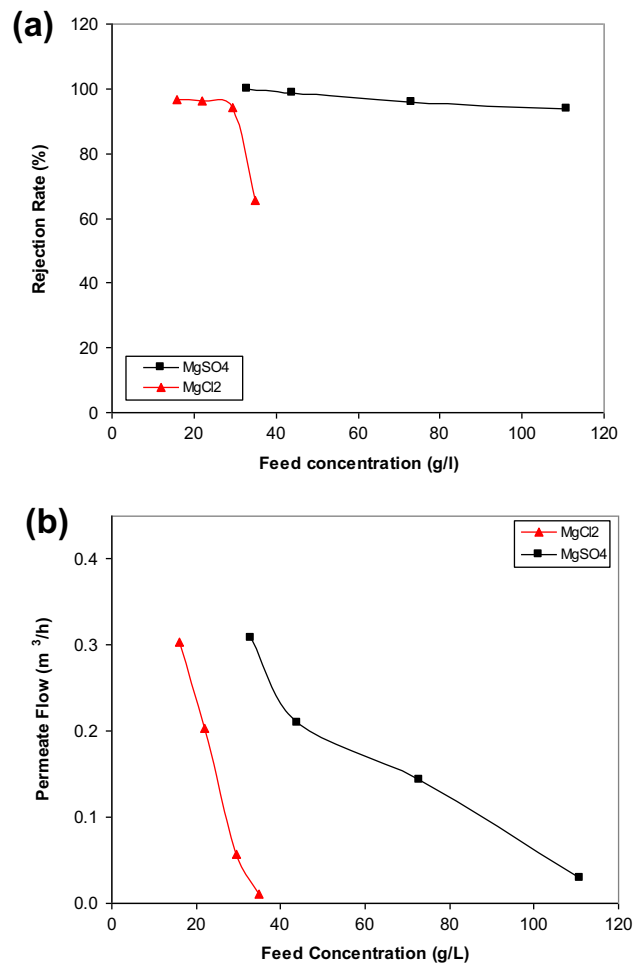 (a)
120
100
80
60
40
20
0
Rejection Rate (%)
MgSO4
MgCl2
0 20 40 60 80 100 120
Feed concentration (g/l)
(b)
0.4
0.3
0.2
0.1
0.0
Permeate Flow (m ³/h)
MgCl2
MgSO4
0 20 40 60 80 100 120
Feed Concentration (g/L)